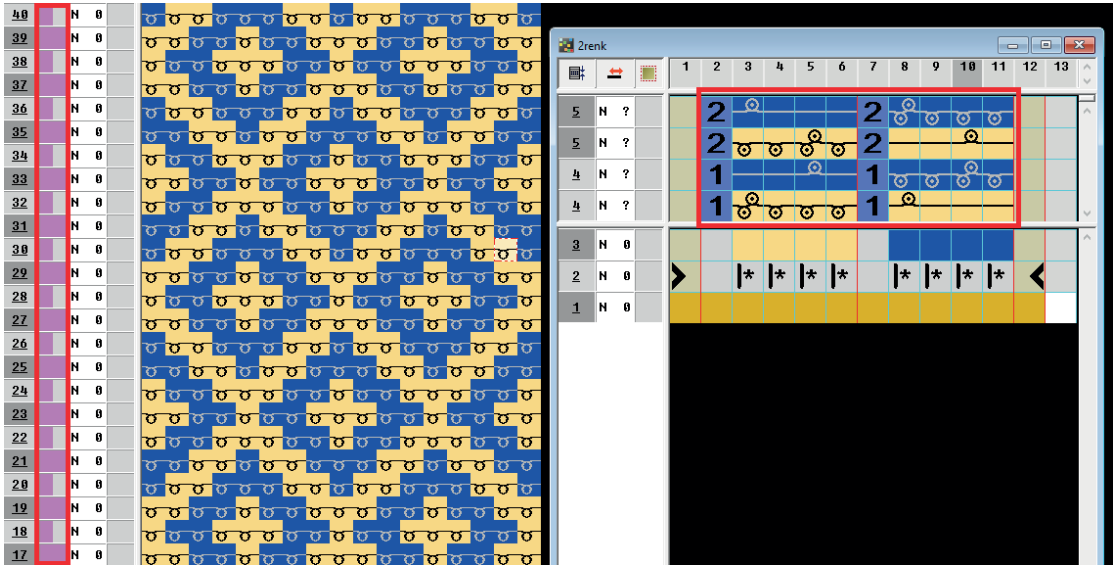 40 N 0
39 N 0
38 N 0
37 N 0
36 N 0
35 N 0
34 N 0
33 N 0
32 N 0
31 N 0
30 N 0
29 N 0
28 N 0
27 N 0
26 N 0
25 N 0
24 N 0
23 N 0
22 N 0
21 N 0
20 N 0
19 N 0
18 N 0
17 N 0
2renk
1 2 3 4 5 6 7 8 9 10 11 12 13
5 N ? 2 2
5 N ? 2 2
4 N ? 1 1
4 N ? 1 1
3 N 0
2 N 0 |* |* |* |* |* |* |* |*
1 N 0